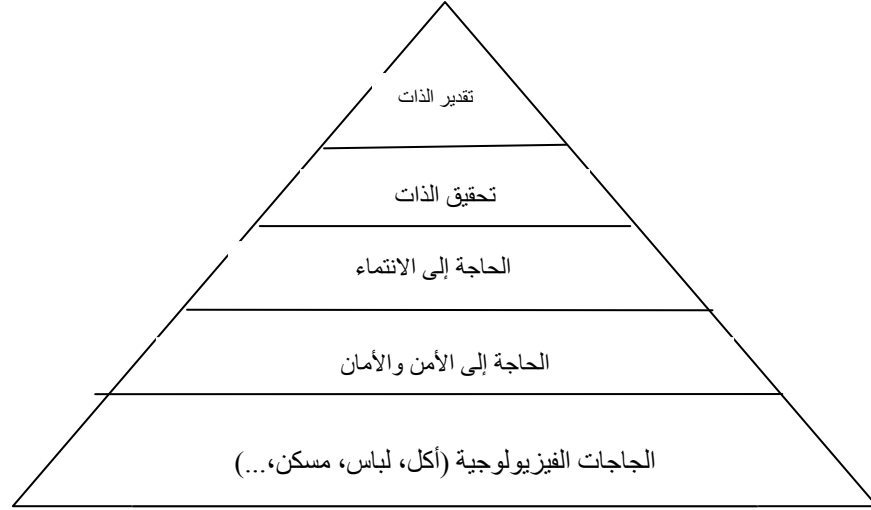 تقدير الذات
تحقيق الذات
الحاجة إلى الانتماء
الحاجة إلى الأمن والأمان
الجاجات الفيزيولوجية (أكل، لباس، مسكن،...)